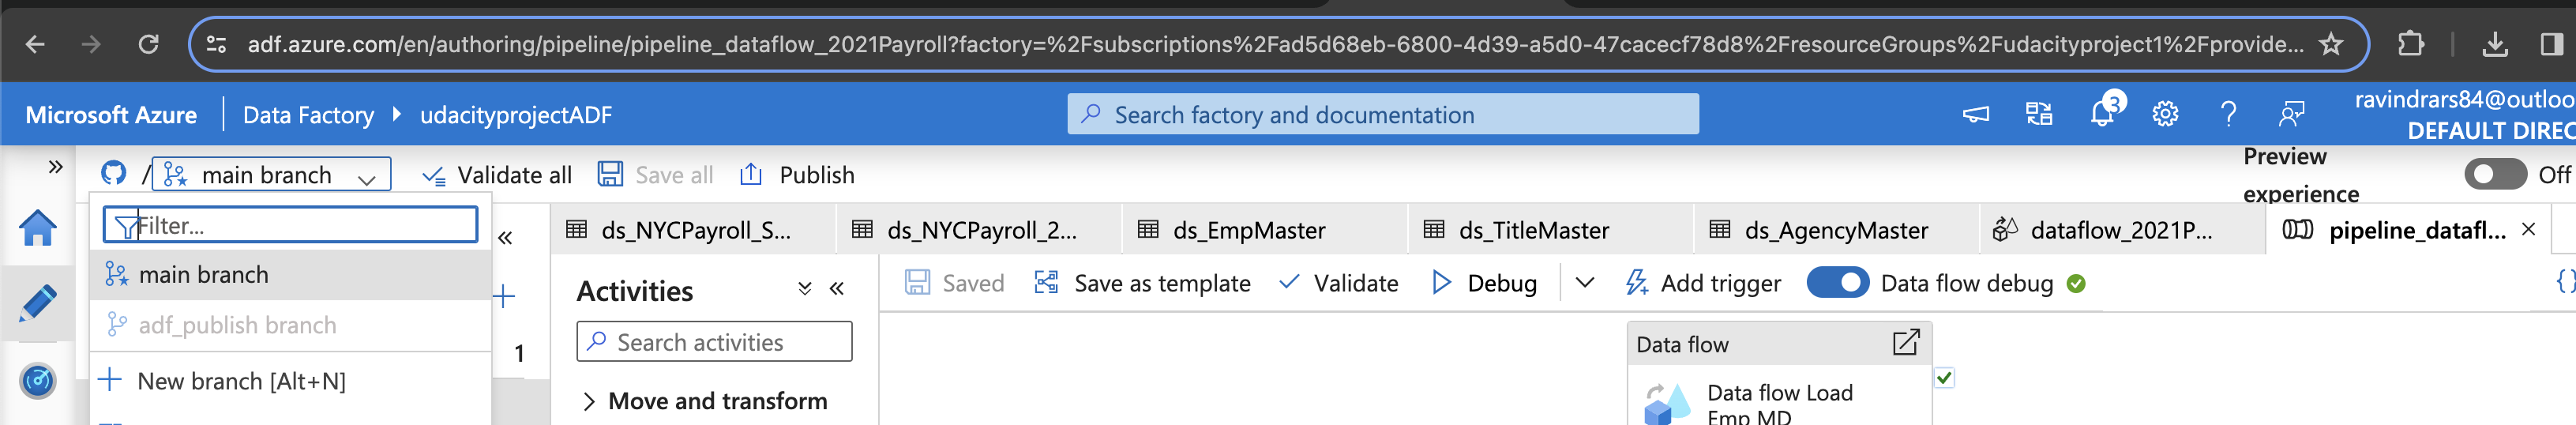 adf.azure.com/en/authoring/pipeline/pipeline_dataflow_2021Payroll?factory=%2Fsubscriptions%2Fad5d68eb-6800-4d39-a5d0-47cacecf78d8%2FresourceGroups%2Fudacityproject1%2Fprovide...
Microsoft Azure Data Factory udacityprojectADF Search factory and documentation 3 ravindrars84@outloo
DEFAULT DIREC
/ main branch Validate all Save all Publish Preview experience Off
Filter...
main branch
adf_publish branch
New branch [Alt+N]
1
ds_NYCPayroll_S... ds_NYCPayroll_2... ds_EmpMaster ds_TitleMaster ds_AgencyMaster dataflow_2021P... pipeline_datafl...
Activities
Search activities
Move and transform
Saved Save as template Validate Debug Add trigger Data flow debug {}
Data flow
Data flow Load
Emp MD